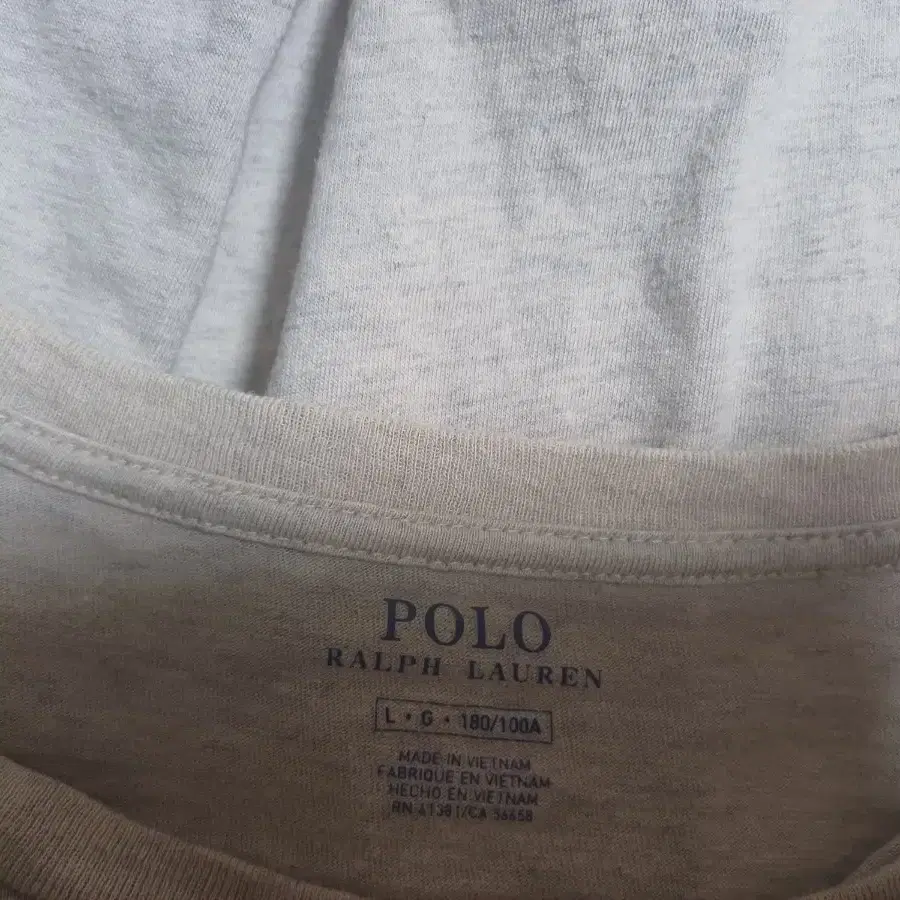 POLO
RALPH LAUREN
L • G • 180/100A
MADE IN VIETNAM
FABRIQUE EN VIETNAM
HECHO EN VIETNAM
RN 41381/CA 56658